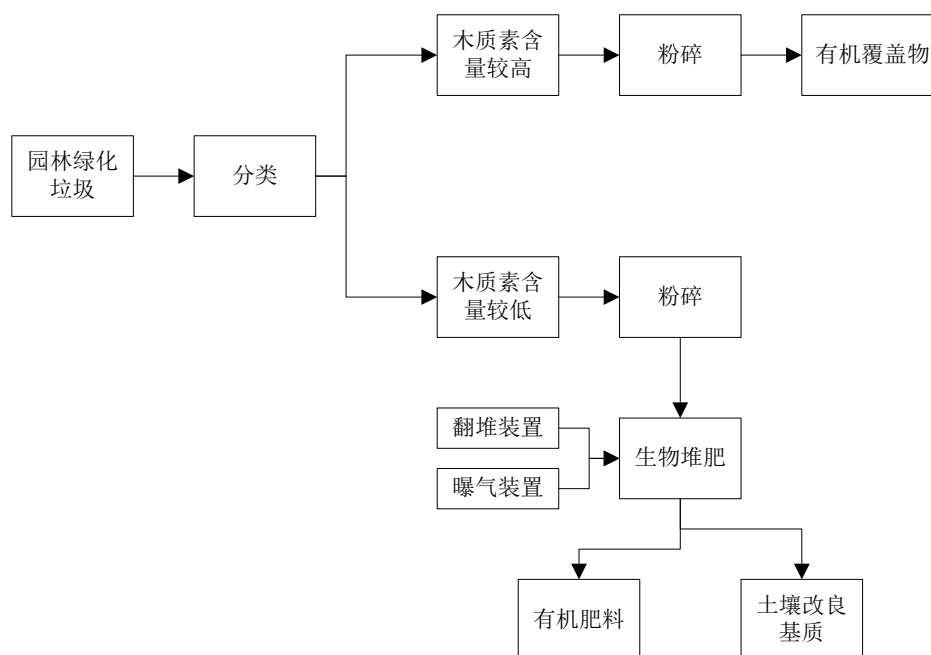 木质素含
量较高
粉碎
有机覆盖物
园林绿化
垃圾
分类
木质素含
量较低
粉碎
翻堆装置
曝气装置
生物堆肥
有机肥料
土壤改良
基质